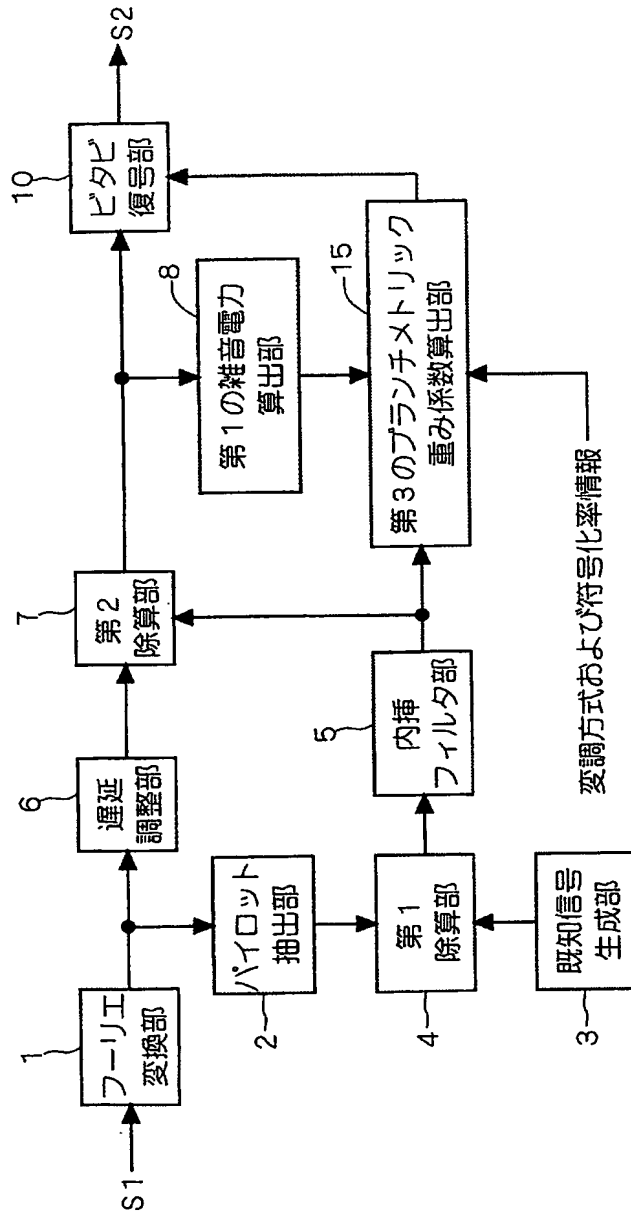 S1
1
フーリエ
変換部
6
遅延
調整部
7
第2
除算部
10
ビタビ
復号部
S2
2
パイロット
抽出部
8
第1の雑音電力
算出部
4
第1
除算部
5
内挿
フィルタ部
15
第3のブランチメトリック
重み係数算出部
3
既知信号
生成部
変調方式および符号化率情報